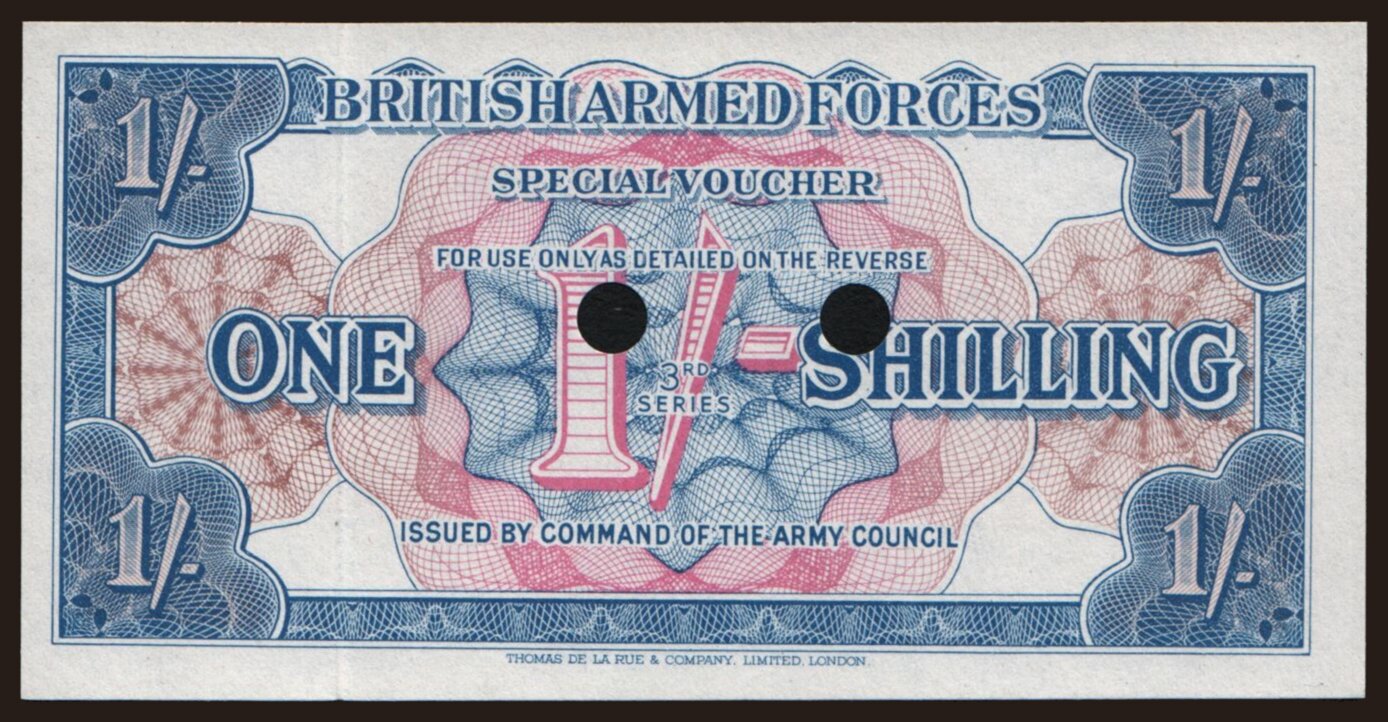 1/-
BRITISH ARMED FORCES
1/-
SPECIAL VOUCHER
FOR USE ONLY AS DETAILED ON THE REVERSE
1/-
ONE SHILLING
3RD
SERIES
ISSUED BY COMMAND OF THE ARMY COUNCIL
1/-
1/-
THOMAS DE LA RUE & COMPANY, LIMITED, LONDON.